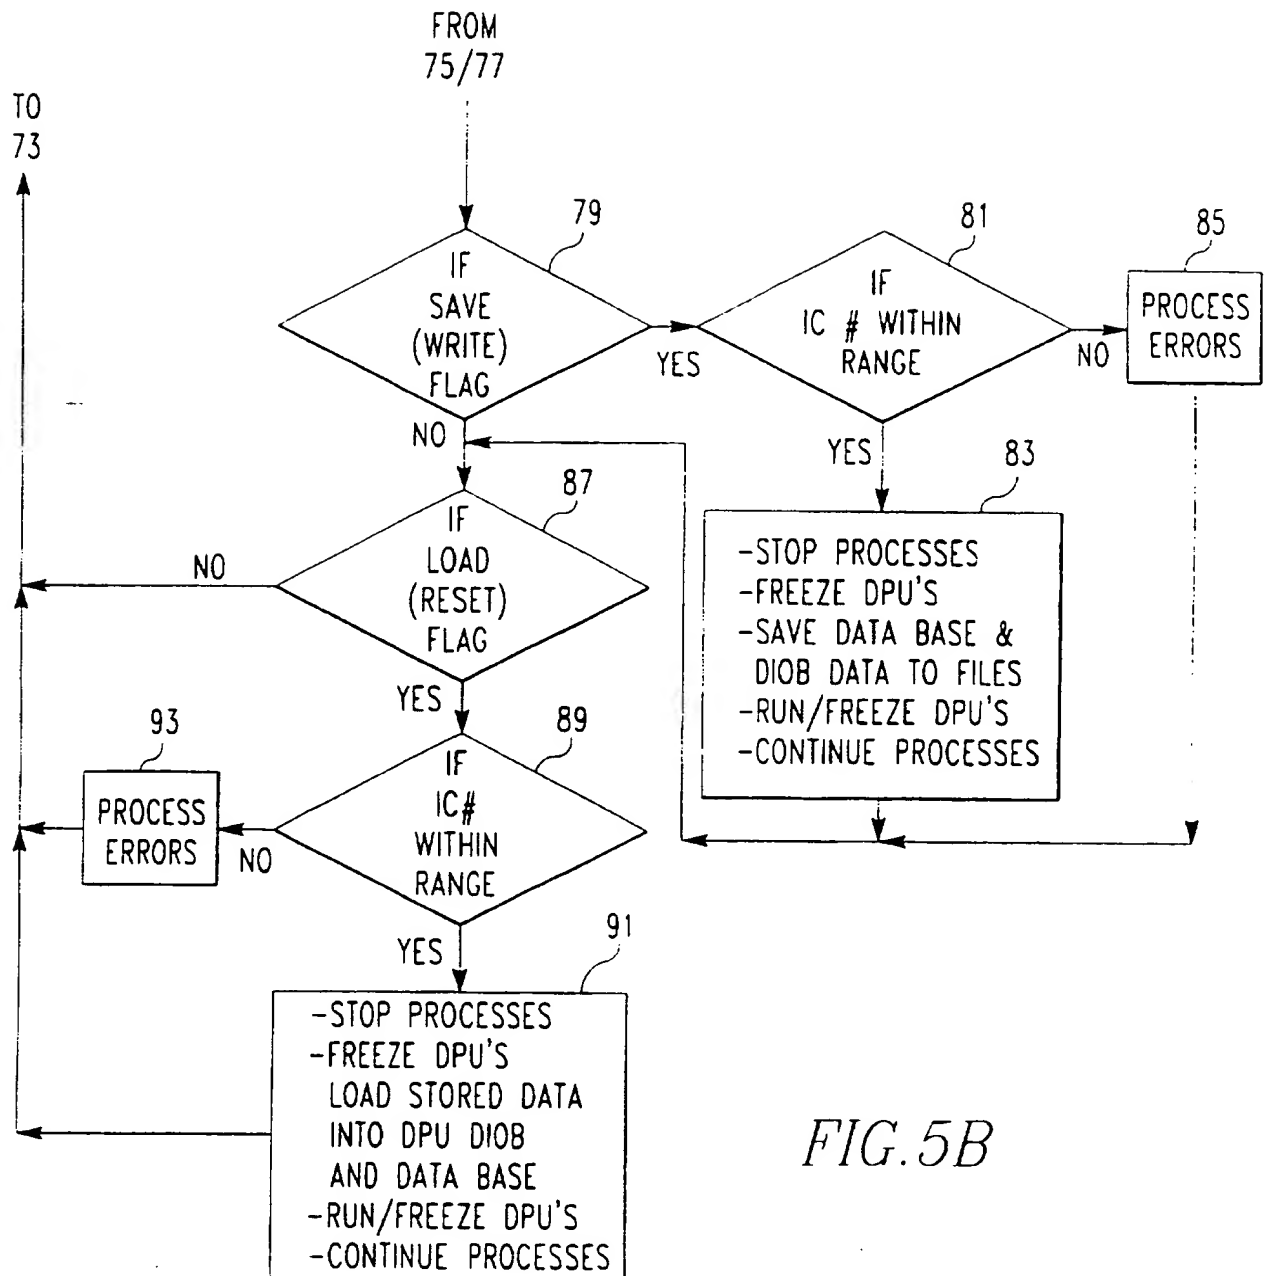 FROM
75/77
TO
73
79
IF
SAVE
(WRITE)
FLAG
YES
NO
81
IF
IC # WITHIN
RANGE
NO
YES
85
PROCESS
ERRORS
83
-STOP PROCESSES
-FREEZE DPU'S
-SAVE DATA BASE &
DIOB DATA TO FILES
-RUN/FREEZE DPU'S
-CONTINUE PROCESSES
87
IF
LOAD
(RESET)
FLAG
NO
YES
89
IF
IC#
WITHIN
RANGE
NO
YES
93
PROCESS
ERRORS
91
-STOP PROCESSES
-FREEZE DPU'S
LOAD STORED DATA
INTO DPU DIOB
AND DATA BASE
-RUN/FREEZE DPU'S
-CONTINUE PROCESSES
FIG.5B